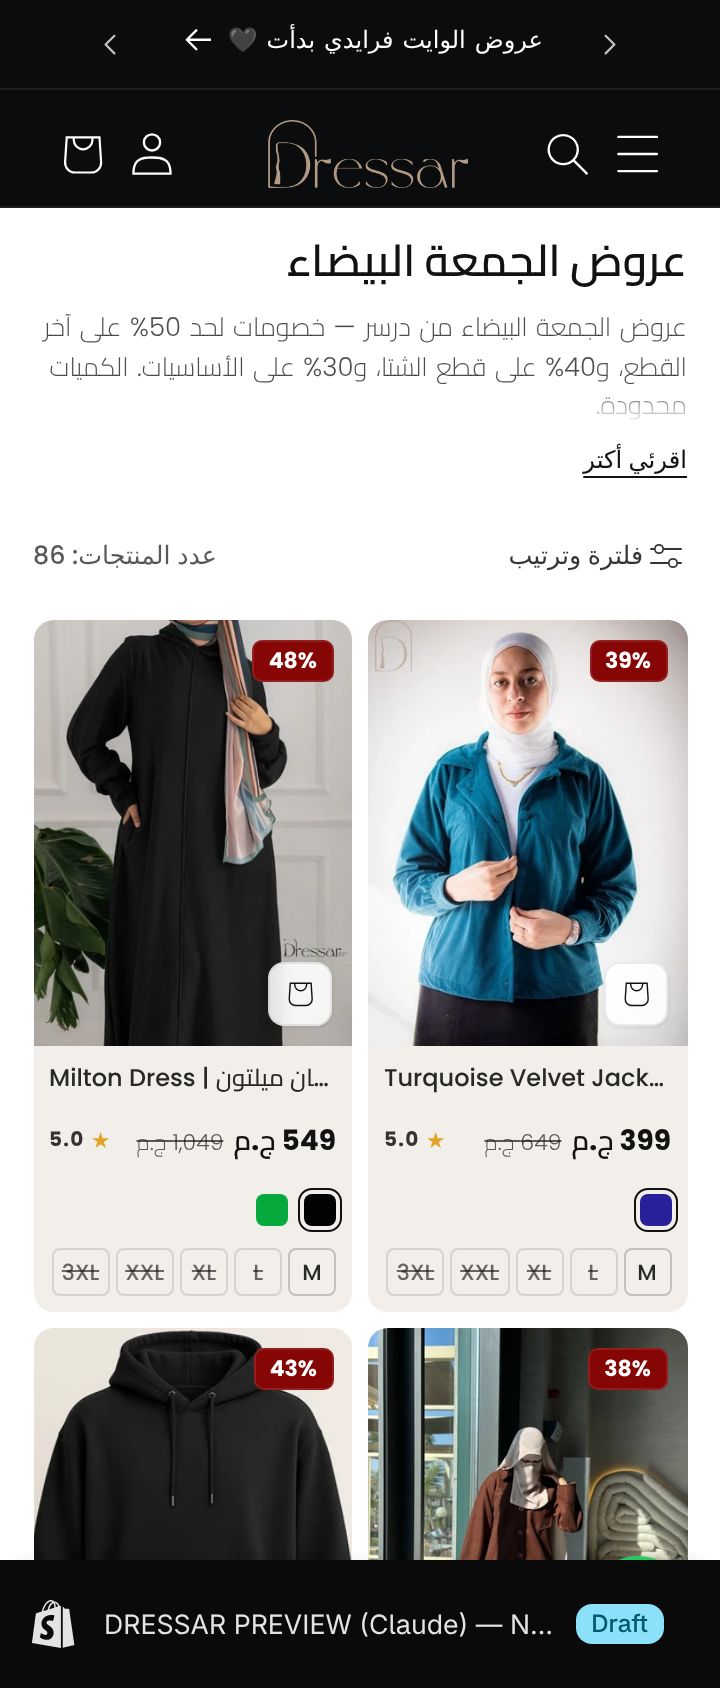 عروض الوايت فرايدي بدأت 🖤 ←
Dressar
عروض الجمعة البيضاء
عروض الجمعة البيضاء من درسر — خصومات لحد 50% على آخر
القطع، و40% على قطع الشتا، و30% على الأساسيات. الكميات
محدودة.
اقرئي أكتر
فلترة وترتيب
عدد المنتجات: 86
39%
Turquoise Velvet Jack...
399 ج.م 649 ج.م 5.0 ★
M L XL XXL 3XL
48%
Dressar
Milton Dress | ...ان ميلتون
549 ج.م 1,049 ج.م 5.0 ★
M L XL XXL 3XL
38%
43%
DRESSAR PREVIEW (Claude) — N...
Draft